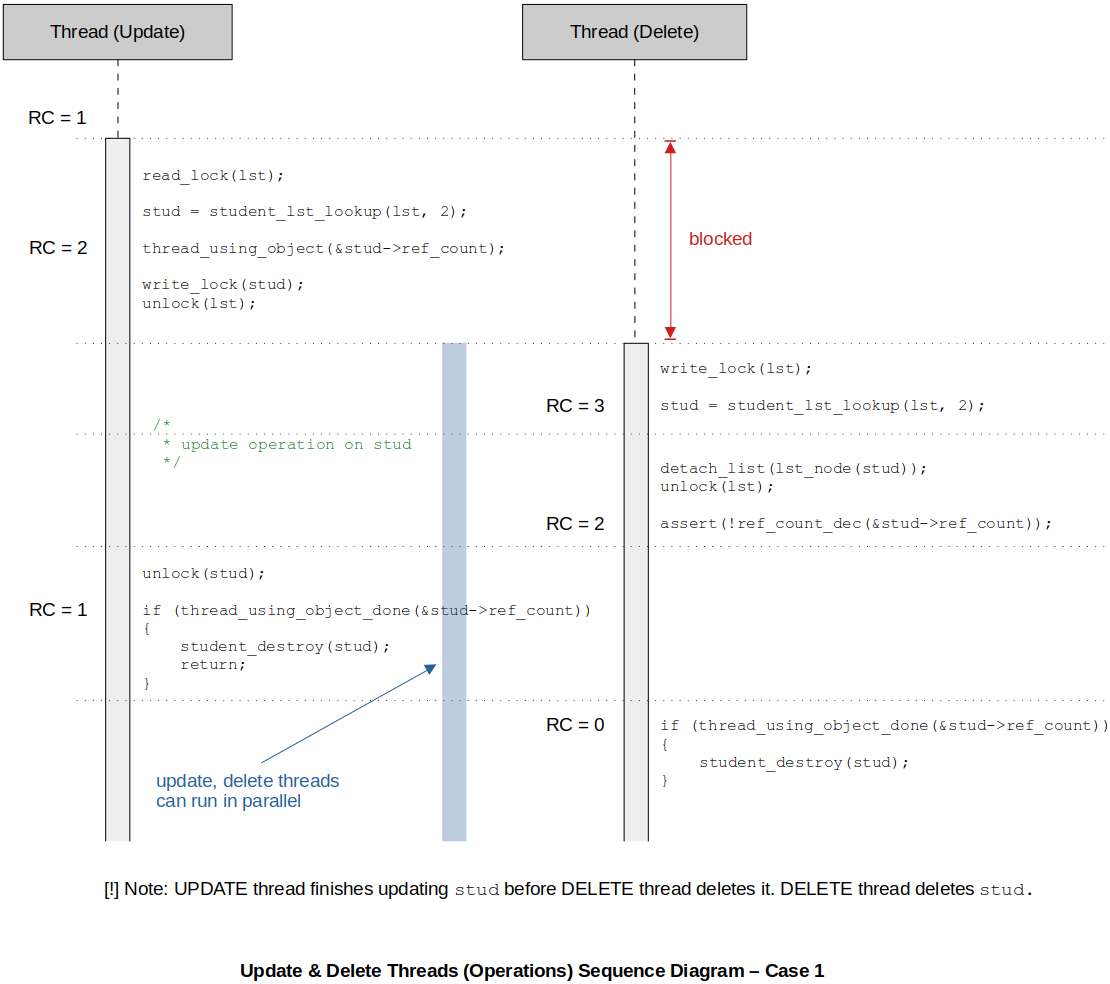 Thread (Update)
Thread (Delete)
RC = 1
read_lock(lst);
stud = student_lst_lookup(lst, 2);
RC = 2
thread_using_object(&stud->ref_count);
write_lock(stud);
unlock(lst);
blocked
write_lock(lst);
RC = 3
stud = student_lst_lookup(lst, 2);
/*
* update operation on stud
*/
detach_list(lst_node(stud));
unlock(lst);
RC = 2
assert(!ref_count_dec(&stud->ref_count));
unlock(stud);
RC = 1
if (thread_using_object_done(&stud->ref_count))
{
student_destroy(stud);
return;
}
RC = 0
if (thread_using_object_done(&stud->ref_count))
{
student_destroy(stud);
}
update, delete threads
can run in parallel
[!] Note: UPDATE thread finishes updating stud before DELETE thread deletes it. DELETE thread deletes stud.
Update & Delete Threads (Operations) Sequence Diagram – Case 1